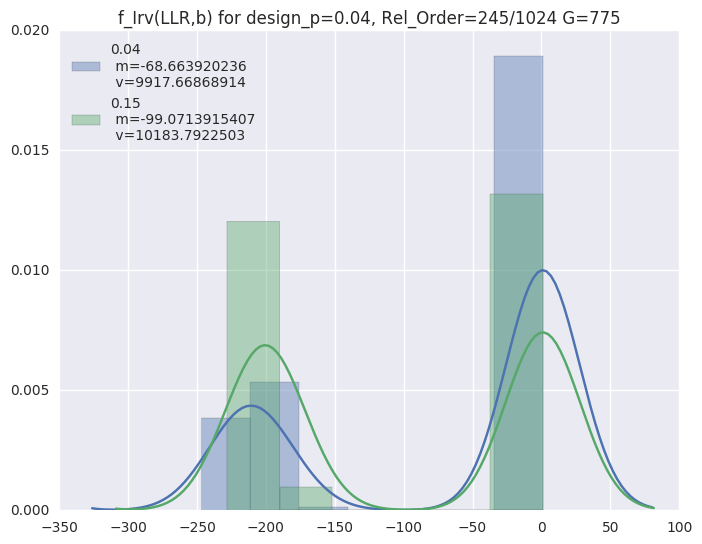 f_Irv(LLR,b) for design_p=0.04, Rel_Order=245/1024 G=775
0.020
0.015
0.010
0.005
0.000
0.04
m=-68.663920236
v=9917.66868914
0.15
m=-99.0713915407
v=10183.7922503
−350 −300 −250 −200 −150 −100 −50 0 50 100